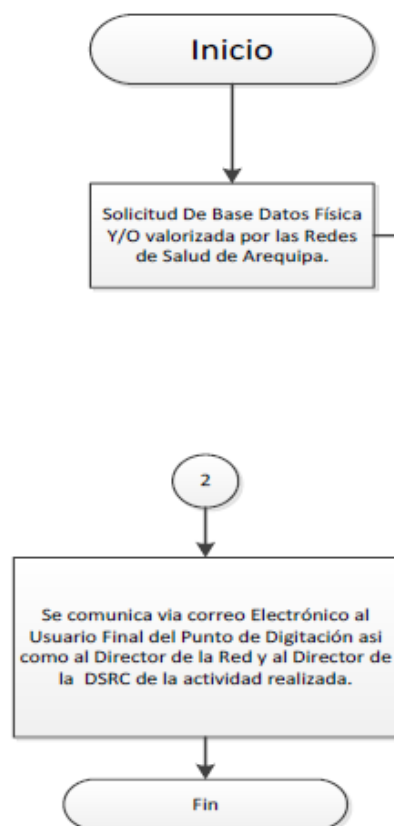 Inicio
Solicitud De Base Datos Física
Y/O valorizada por las Redes
de Salud de Arequipa.
2
Se comunica via correo Electrónico al
Usuario Final del Punto de Digitación asi
como al Director de la Red y al Director de
la DSRC de la actividad realizada.
Fin